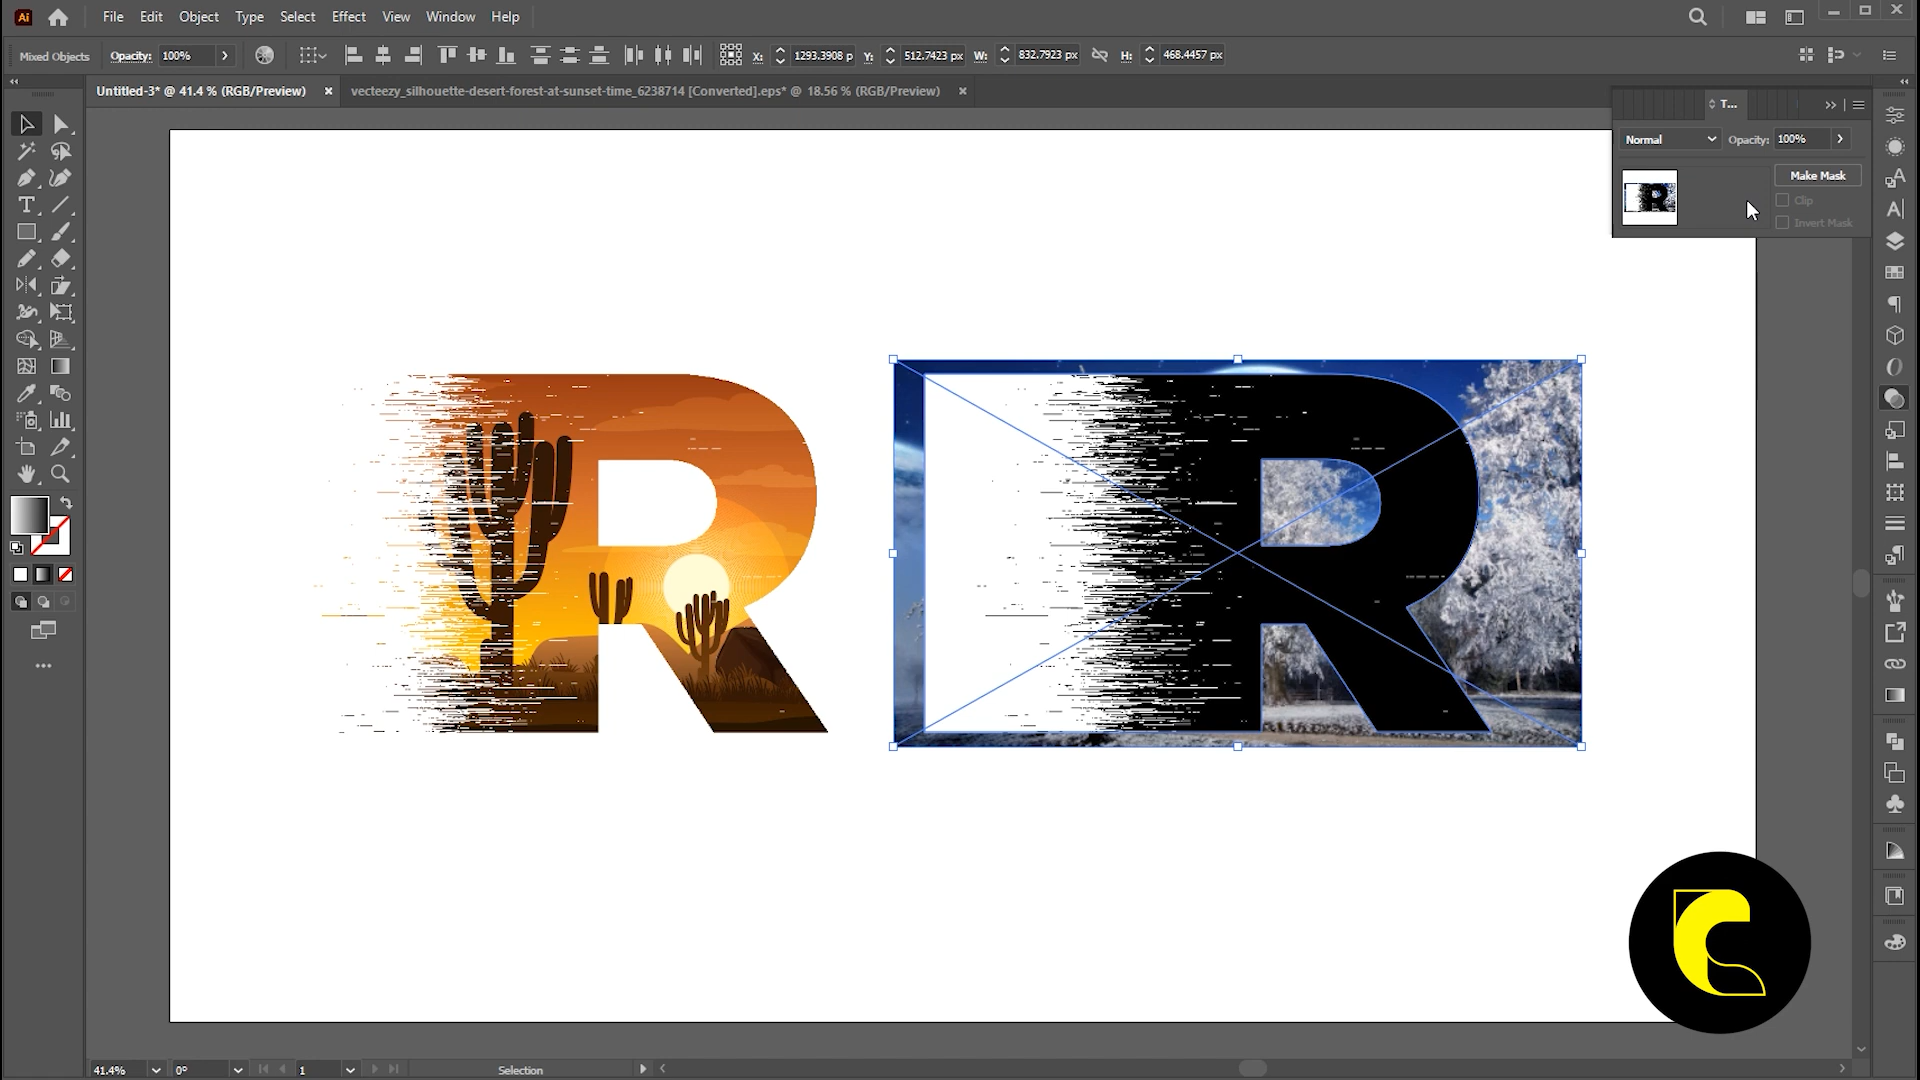 Ai File Edit Object Type Select Effect View Window Help
Mixed Objects Opacity: 100% X: 1293.3908 p Y: 512.7423 px W: 832.7923 px H: 468.4457 px
Untitled-3* @ 41.4 % (RGB/Preview) vecteezy_silhouette-desert-forest-at-sunset-time_6238714 [Converted].eps* @ 18.56 % (RGB/Preview)
T...
Normal Opacity: 100%
Make Mask
Clip
Invert Mask
R R
41.4% 0° 1 Selection